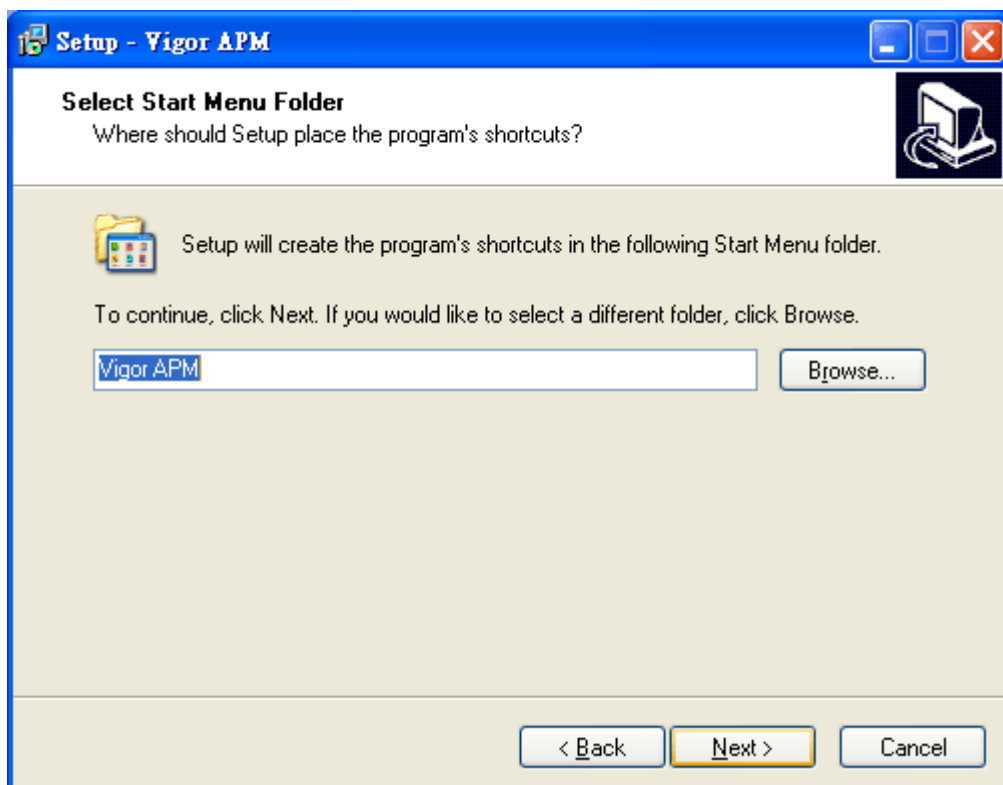 Setup - Vigor APM
Select Start Menu Folder
Where should Setup place the program's shortcuts?
Setup will create the program's shortcuts in the following Start Menu folder.
To continue, click Next. If you would like to select a different folder, click Browse.
Vigor APM
Browse...
< Back
Next >
Cancel